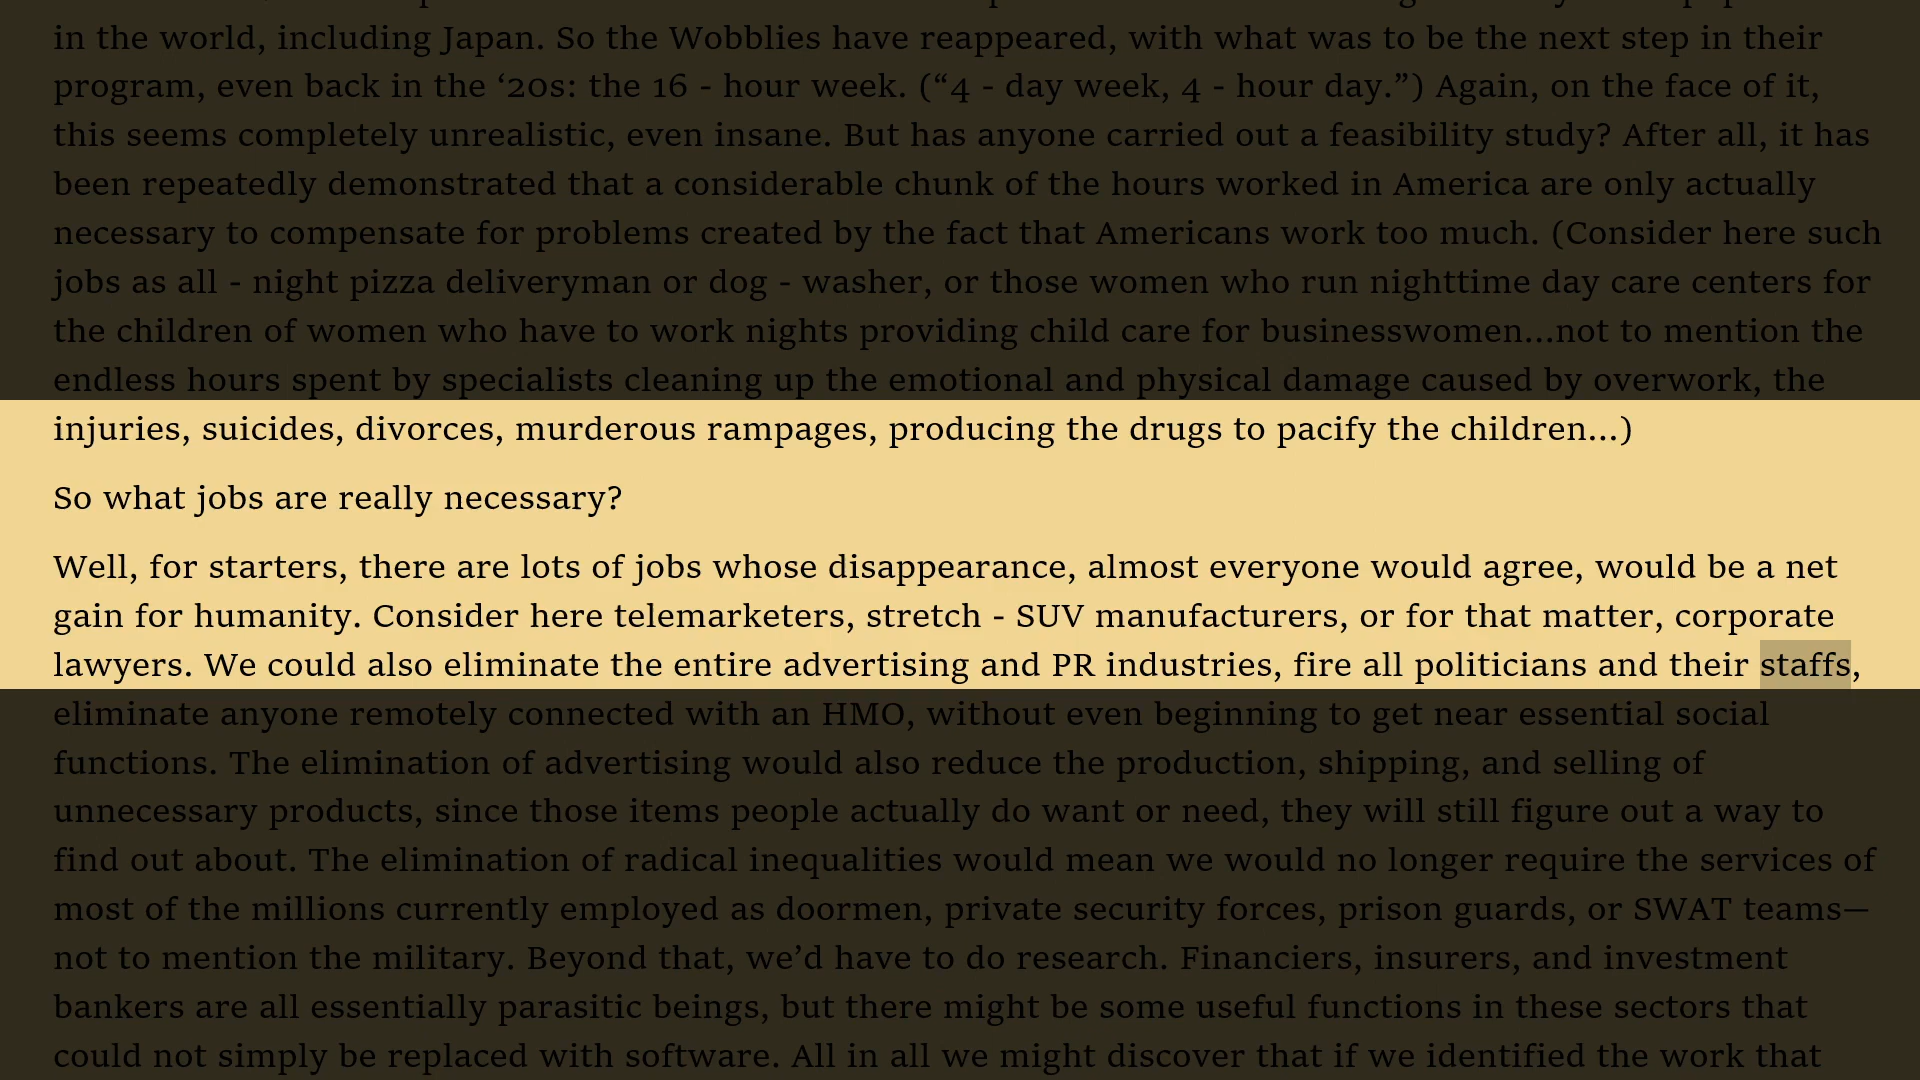 in the world, including Japan. So the Wobblies have reappeared, with what was to be the next step in their
program, even back in the ‘20s: the 16 - hour week. (“4 - day week, 4 - hour day.”) Again, on the face of it,
this seems completely unrealistic, even insane. But has anyone carried out a feasibility study? After all, it has
been repeatedly demonstrated that a considerable chunk of the hours worked in America are only actually
necessary to compensate for problems created by the fact that Americans work too much. (Consider here such
jobs as all - night pizza deliveryman or dog - washer, or those women who run nighttime day care centers for
the children of women who have to work nights providing child care for businesswomen...not to mention the
endless hours spent by specialists cleaning up the emotional and physical damage caused by overwork, the
injuries, suicides, divorces, murderous rampages, producing the drugs to pacify the children...)
So what jobs are really necessary?
Well, for starters, there are lots of jobs whose disappearance, almost everyone would agree, would be a net
gain for humanity. Consider here telemarketers, stretch - SUV manufacturers, or for that matter, corporate
lawyers. We could also eliminate the entire advertising and PR industries, fire all politicians and their staffs,
eliminate anyone remotely connected with an HMO, without even beginning to get near essential social
functions. The elimination of advertising would also reduce the production, shipping, and selling of
unnecessary products, since those items people actually do want or need, they will still figure out a way to
find out about. The elimination of radical inequalities would mean we would no longer require the services of
most of the millions currently employed as doormen, private security forces, prison guards, or SWAT teams—
not to mention the military. Beyond that, we’d have to do research. Financiers, insurers, and investment
bankers are all essentially parasitic beings, but there might be some useful functions in these sectors that
could not simply be replaced with software. All in all we might discover that if we identified the work that